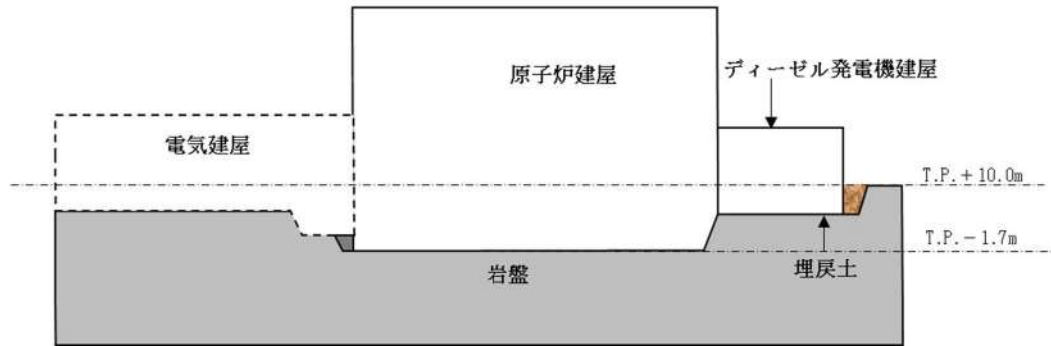 原子炉建屋
ディーゼル発電機建屋
電気建屋
T.P.+10.0m
T.P.-1.7m
埋戻土
岩盤